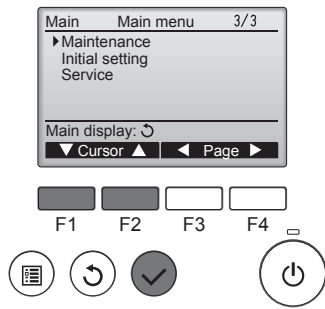 Main Main menu 3/3
Maintenance
Initial setting
Service
Main display:
Cursor Page
F1 F2 F3 F4